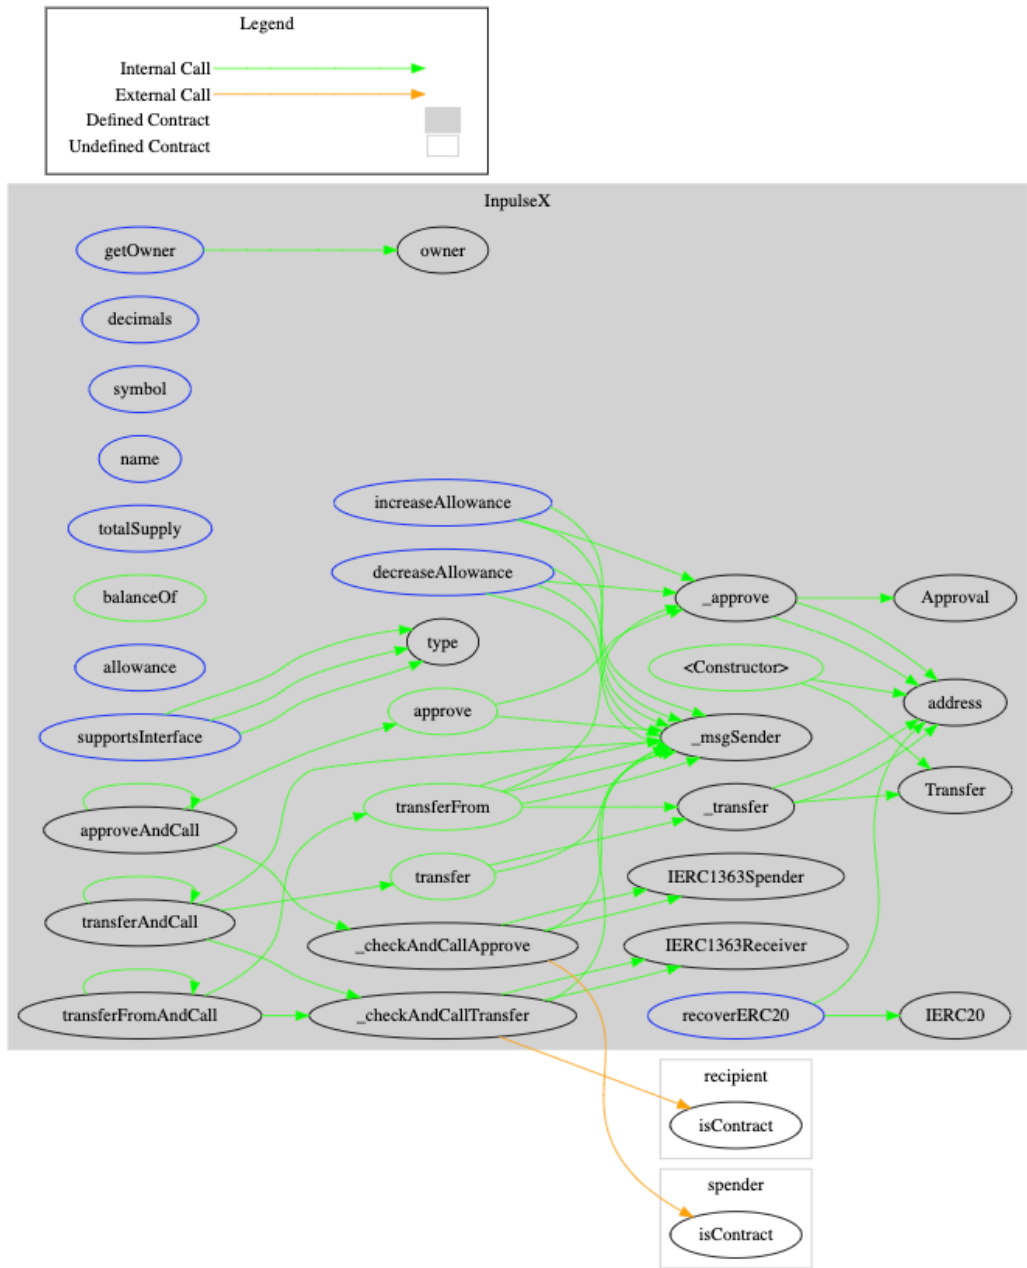 Legend
Internal Call
External Call
Defined Contract
Undefined Contract
InpulseX
getOwner
owner
decimals
symbol
name
increaseAllowance
totalSupply
decreaseAllowance
balanceOf
_approve
Approval
type
allowance
<Constructor>
address
approve
supportsInterface
_msgSender
Transfer
transferFrom
_transfer
approveAndCall
transfer
IERC1363Spender
transferAndCall
_checkAndCallApprove
IERC1363Receiver
transferFromAndCall
_checkAndCallTransfer
recoverERC20
IERC20
recipient
isContract
spender
isContract